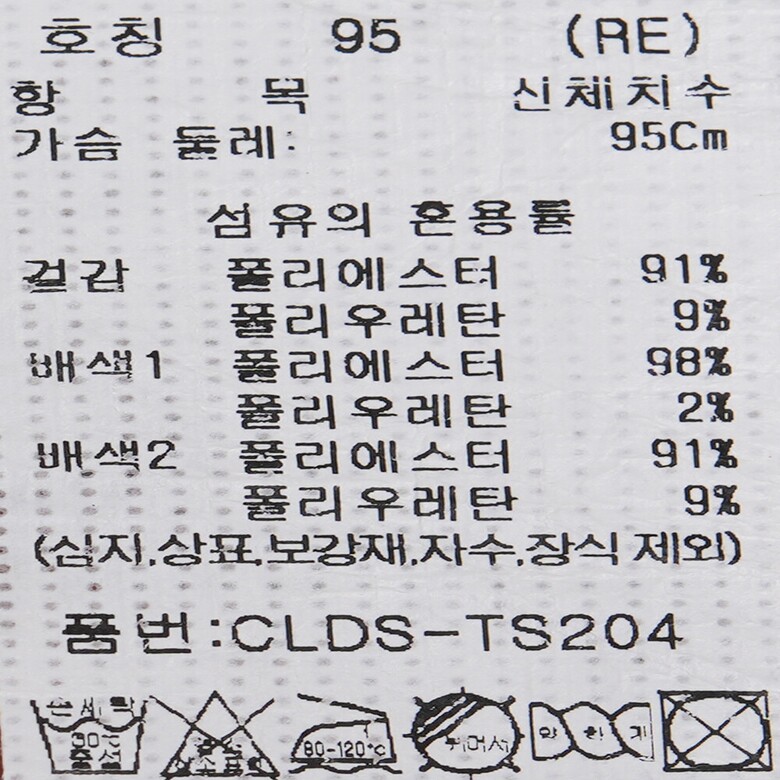 호칭 95 (RE)
항 목 신체치수
가슴 둘레: 95Cm
섬유의 혼용률
겉감 폴리에스터 91%
폴리우레탄 9%
배색1 폴리에스터 98%
폴리우레탄 2%
배색2 폴리에스터 91%
폴리우레탄 9%
(심지,상표,보강재,자수,장식 제외)
품번:CLDS-TS204
손세탁 80-120℃ 뉘어서 약하게
30℃
중성